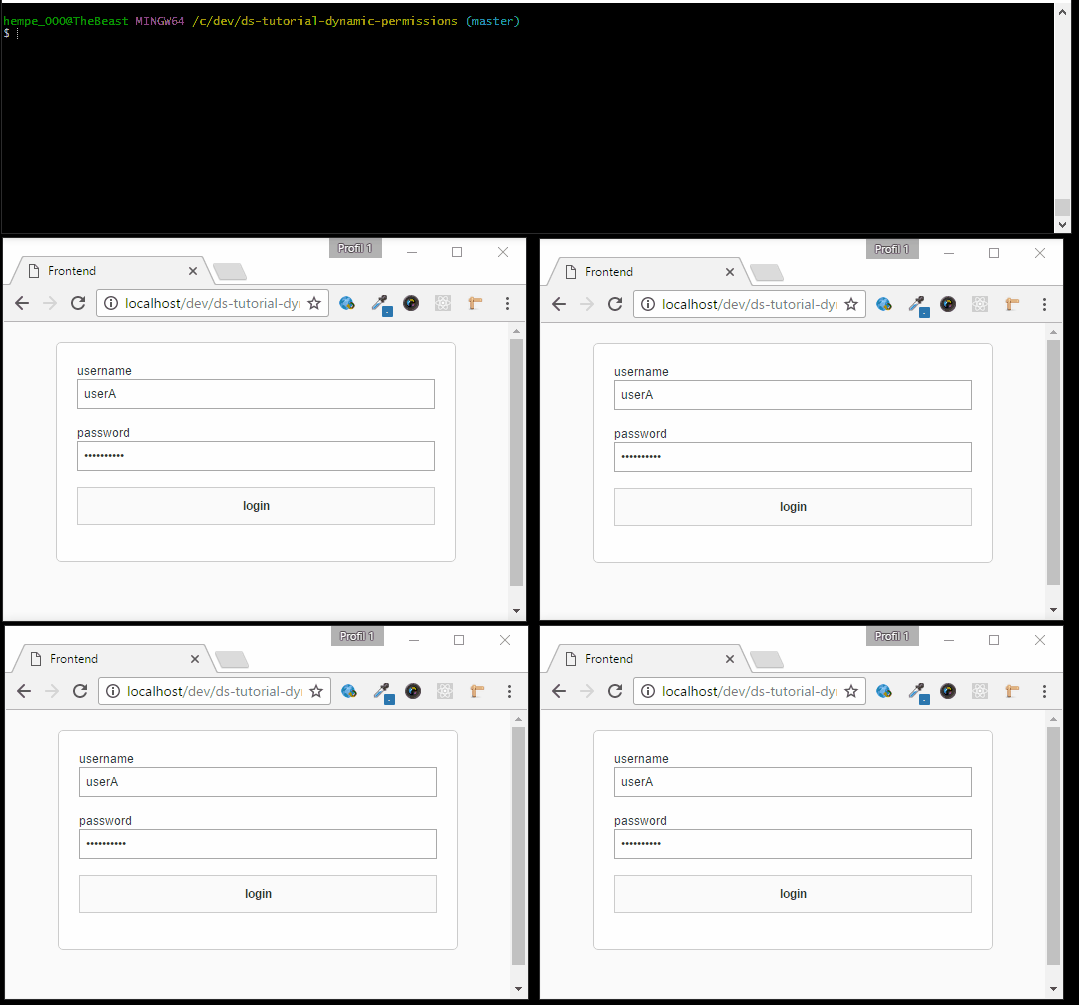 hempe_000@TheBeast MINGW64 /c/dev/ds-tutorial-dynamic-permissions (master)
$
Profil 1
Frontend
localhost/dev/ds-tutorial-dy
username
userA
password
••••••••••
login
Profil 1
Frontend
localhost/dev/ds-tutorial-dy
username
userA
password
••••••••••
login
Profil 1
Frontend
localhost/dev/ds-tutorial-dy
username
userA
password
••••••••••
login
Profil 1
Frontend
localhost/dev/ds-tutorial-dy
username
userA
password
••••••••••
login